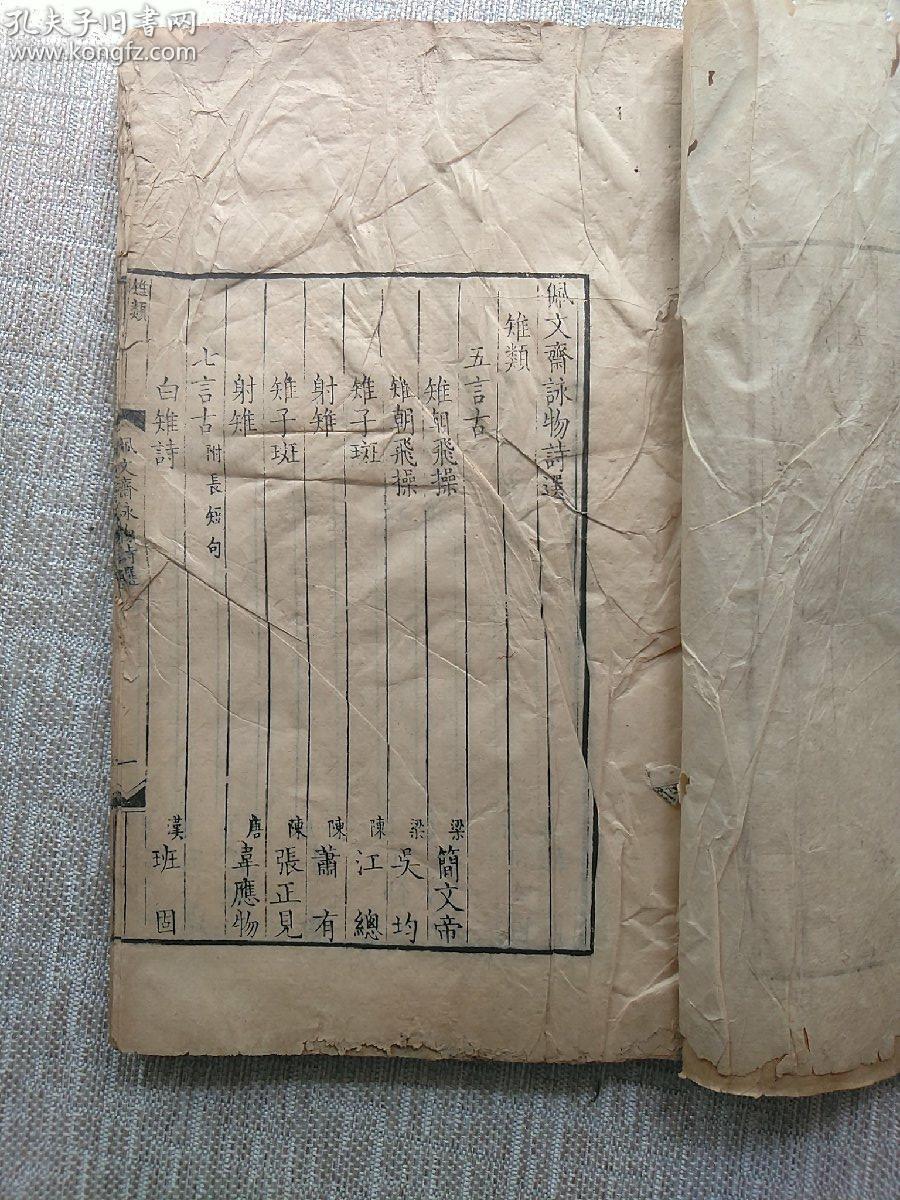 孔夫子旧书网
www.kongfz.com
佩文齋詠物詩選
雉類
五言古
雉朝飛操 梁 簡文帝
雉朝飛操 梁 吳均
雉子斑 陳 江總
射雉 陳 蕭有
雉子斑 陳 張正見
射雉 唐 韋應物
七言古 附長短句
白雉詩 漢 班固
雉類
佩文齋詠物詩選
一